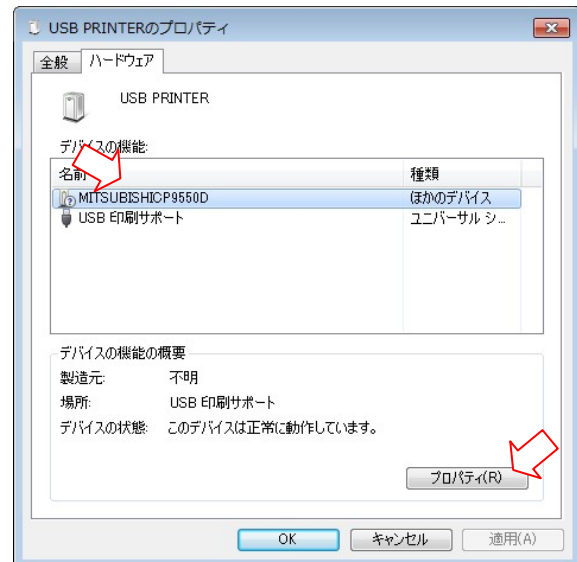 USB PRINTERのプロパティ
全般 ハードウェア
USB PRINTER
デバイスの機能:
名前 種類
MITSUBISHICP9550D ほかのデバイス
USB 印刷サポート ユニバーサル シ...
デバイスの機能の概要
製造元: 不明
場所: USB 印刷サポート
デバイスの状態: このデバイスは正常に動作しています。
プロパティ(R)
OK キャンセル 適用(A)